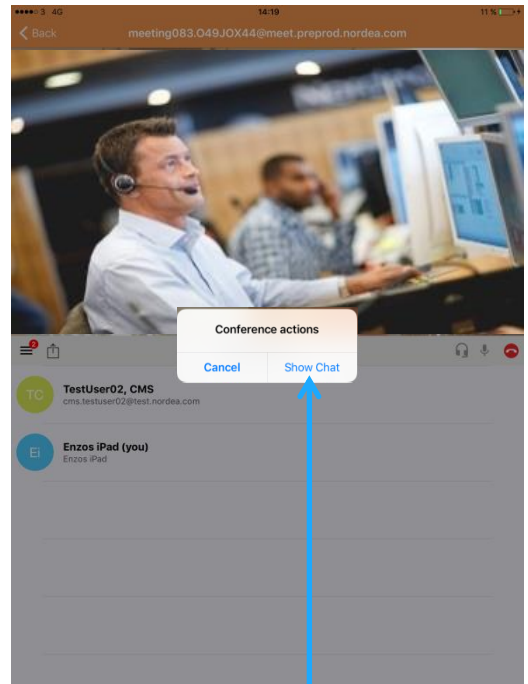 3 4G 14:19 11 %
Back meeting083.O49JOX44@meet.preprod.nordea.com
Conference actions
Cancel Show Chat
2
TC TestUser02, CMS
cms.testuser02@test.nordea.com
Ei Enzos iPad (you)
Enzos iPad